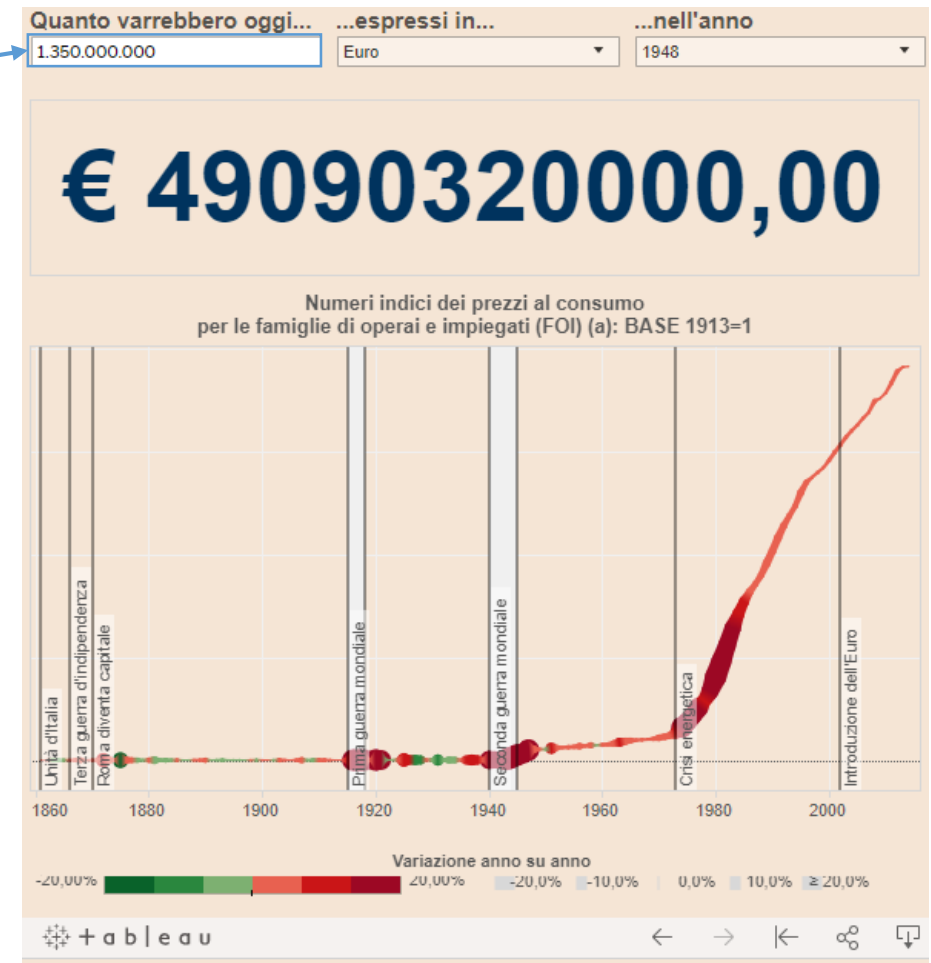 Quanto varrebbero oggi... ...espressi in... ...nell'anno
1.350.000.000 Euro 1948
€ 49090320000,00
Numeri indici dei prezzi al consumo
per le famiglie di operai e impiegati (FOI) (a): BASE 1913=1
Unità d'Italia
Terza guerra d'indipendenza
Roma diventa capitale
Prima guerra mondiale
Seconda guerra mondiale
Crisi energetica
Introduzione dell'Euro
1860 1880 1900 1920 1940 1960 1980 2000
Variazione anno su anno
-20,00% 20,00% -20,0% -10,0% 0,0% 10,0% ≥20,0%
+ a b l e a u